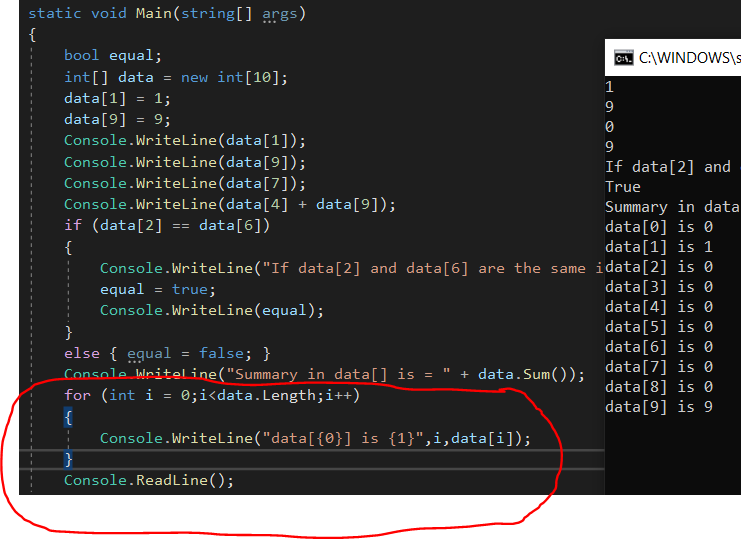 static void Main(string[] args)
{
bool equal;
int[] data = new int[10];
data[1] = 1;
data[9] = 9;
Console.WriteLine(data[1]);
Console.WriteLine(data[9]);
Console.WriteLine(data[7]);
Console.WriteLine(data[4] + data[9]);
if (data[2] == data[6])
{
Console.WriteLine("If data[2] and data[6] are the same i
equal = true;
Console.WriteLine(equal);
}
else { equal = false; }
Console.WriteLine("Summary in data[] is = " + data.Sum());
for (int i = 0;i<data.Length;i++)
{
Console.WriteLine("data[{0}] is {1}",i,data[i]);
}
Console.ReadLine();
C:\WINDOWS\s
1
9
0
9
If data[2] and
True
Summary in data
data[0] is 0
data[1] is 1
data[2] is 0
data[3] is 0
data[4] is 0
data[5] is 0
data[6] is 0
data[7] is 0
data[8] is 0
data[9] is 9